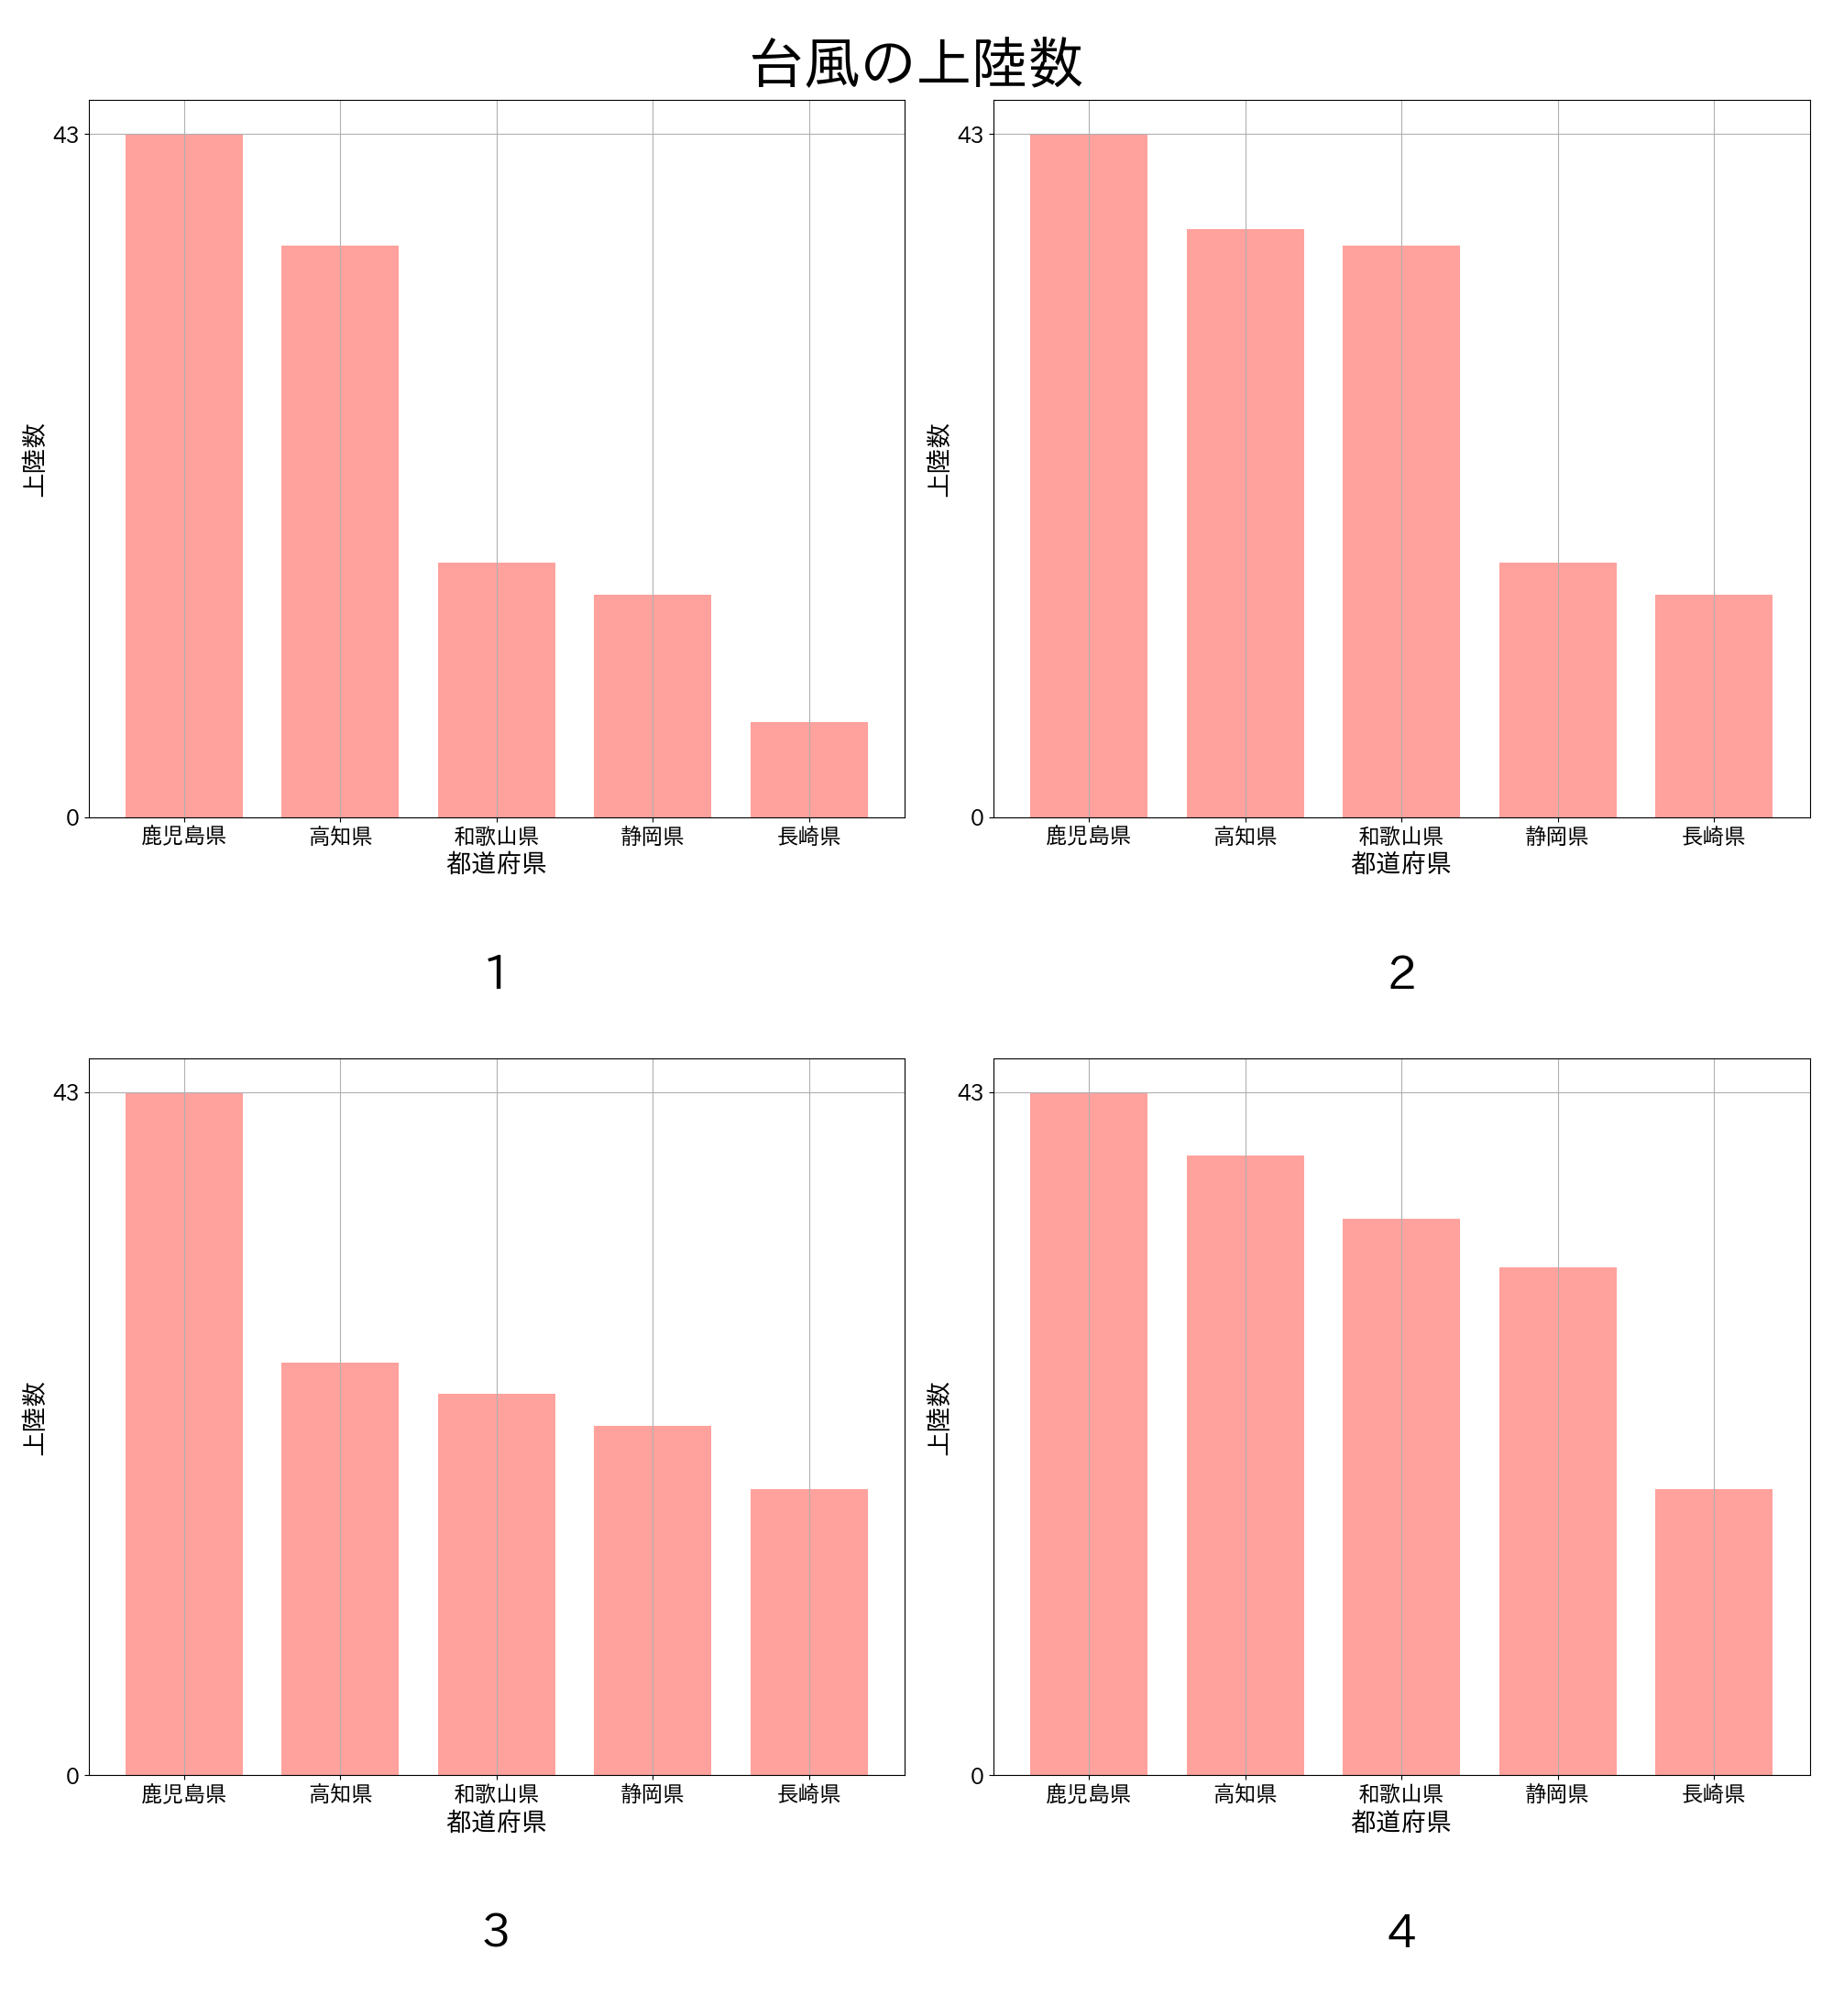 台風の上陸数
43
上陸数
0
鹿児島県 高知県 和歌山県 静岡県 長崎県
都道府県
1
43
上陸数
0
鹿児島県 高知県 和歌山県 静岡県 長崎県
都道府県
2
43
上陸数
0
鹿児島県 高知県 和歌山県 静岡県 長崎県
都道府県
3
43
上陸数
0
鹿児島県 高知県 和歌山県 静岡県 長崎県
都道府県
4